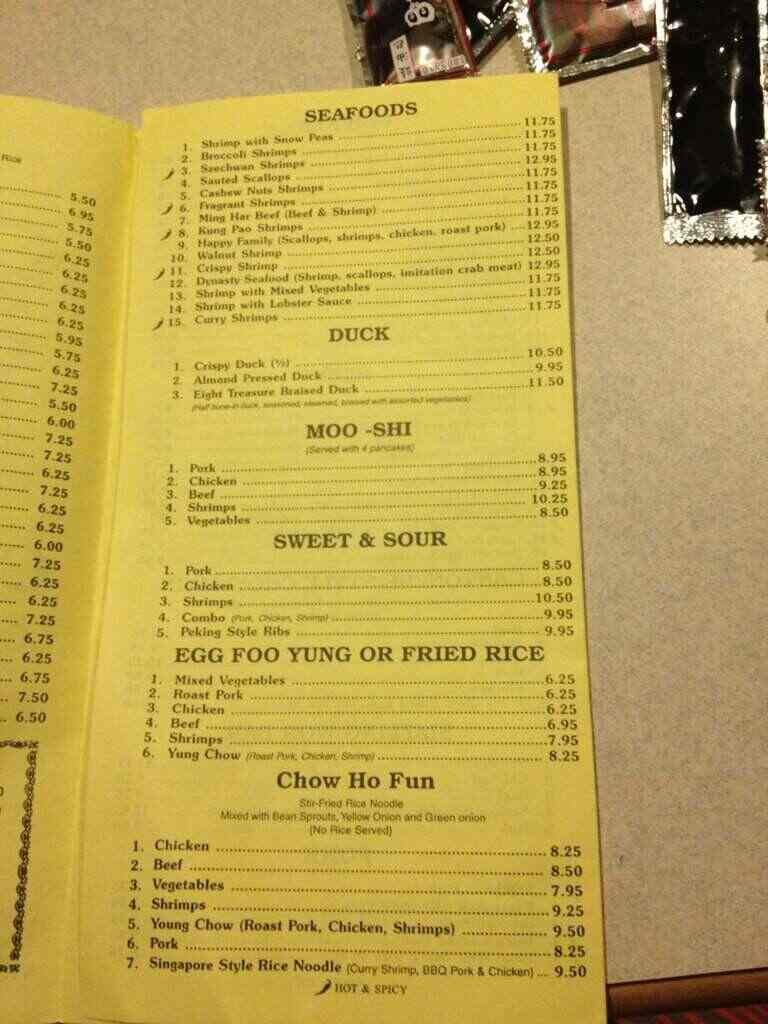 Rice
5.50
6.95
5.75
5.50
6.25
6.25
6.25
6.25
6.25
5.95
5.75
6.25
7.25
5.50
6.00
7.25
7.25
6.25
7.25
6.25
6.25
6.00
7.25
6.25
6.25
7.25
6.75
6.25
6.75
7.50
6.50
SEAFOODS
1. Shrimp with Snow Peas 11.75
2. Broccoli Shrimps 11.75
3. Szechwan Shrimps 11.75
4. Sauted Scallops 12.95
5. Cashew Nuts Shrimps 11.75
6. Fragrant Shrimps 11.75
7. Ming Har Beef (Beef & Shrimp) 11.75
8. Kung Pao Shrimps 11.75
9. Happy Family (Scallops, shrimps, chicken, roast pork) 12.95
10. Walnut Shrimp 12.50
11. Crispy Shrimp 12.50
12. Dynasty Seafood (Shrimp, scallops, imitation crab meat) 12.95
13. Shrimp with Mixed Vegetables 11.75
14. Shrimp with Lobster Sauce 11.75
15. Curry Shrimps 11.75
DUCK
1. Crispy Duck (½) 10.50
2. Almond Pressed Duck 9.95
3. Eight Treasure Braised Duck 11.50
(Half bone-in duck, seasoned, steamed, braised with assorted vegetables)
MOO -SHI
(Served with 4 pancakes)
1. Pork 8.95
2. Chicken 8.95
3. Beef 9.25
4. Shrimps 10.25
5. Vegetables 8.50
SWEET & SOUR
1. Pork 8.50
2. Chicken 8.50
3. Shrimps 10.50
4. Combo (Pork, Chicken, Shrimp) 9.95
5. Peking Style Ribs 9.95
EGG FOO YUNG OR FRIED RICE
1. Mixed Vegetables 6.25
2. Roast Pork 6.25
3. Chicken 6.25
4. Beef 6.95
5. Shrimps 7.95
6. Yung Chow (Roast Pork, Chicken, Shrimp) 8.25
Chow Ho Fun
Stir-Fried Rice Noodle
Mixed with Bean Sprouts, Yellow Onion and Green onion
(No Rice Served)
1. Chicken 8.25
2. Beef 8.50
3. Vegetables 7.95
4. Shrimps 9.25
5. Young Chow (Roast Pork, Chicken, Shrimps) 9.50
6. Pork 8.25
7. Singapore Style Rice Noodle (Curry Shrimp, BBQ Pork & Chicken) 9.50
HOT & SPICY